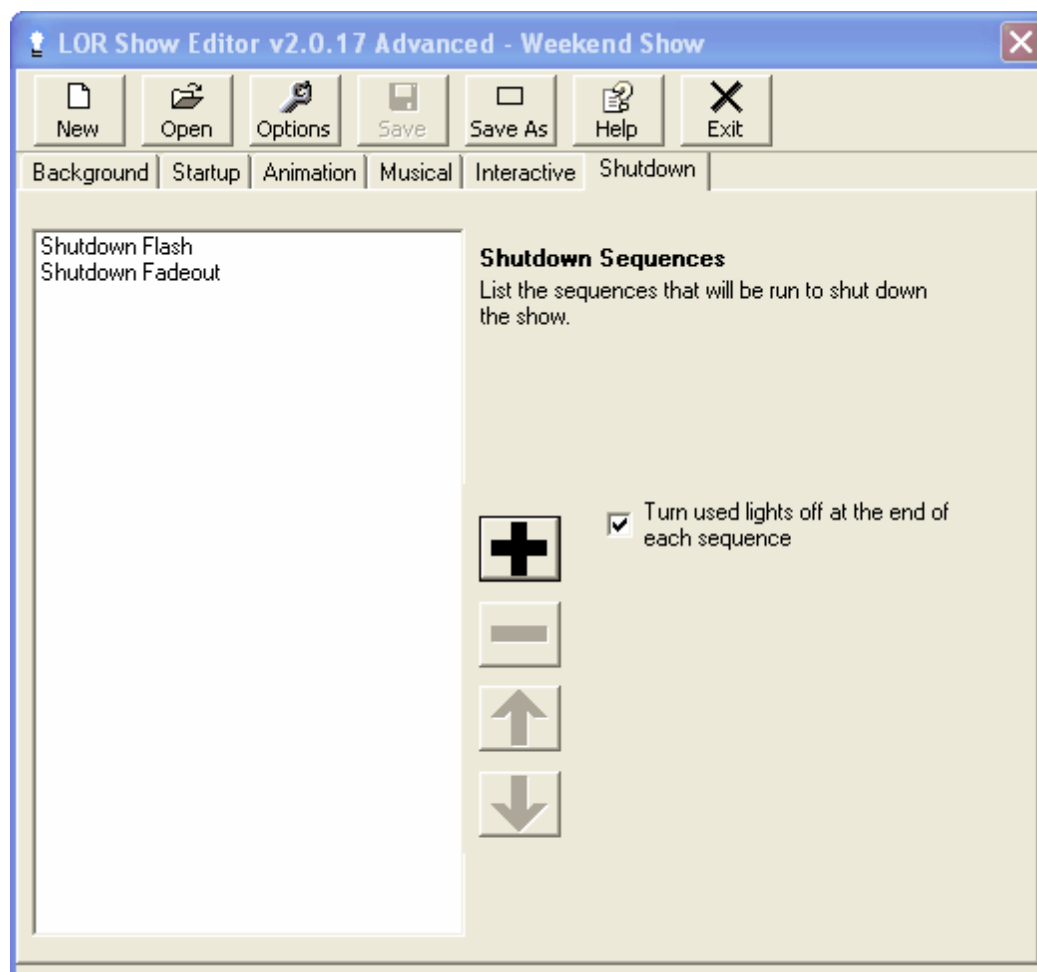 LOR Show Editor v2.0.17 Advanced - Weekend Show
New Open Options Save Save As Help Exit
Background Startup Animation Musical Interactive Shutdown
Shutdown Flash
Shutdown Fadeout
Shutdown Sequences
List the sequences that will be run to shut down
the show.
Turn used lights off at the end of
each sequence